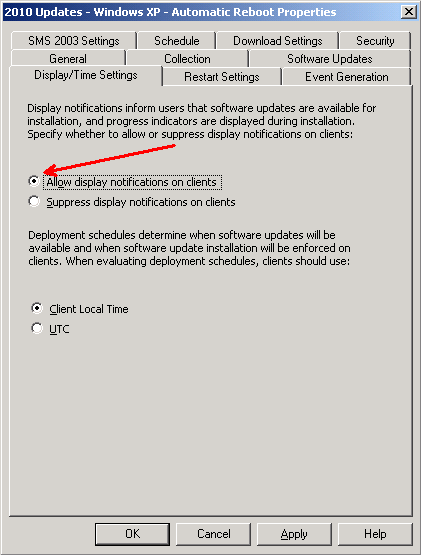 2010 Updates - Windows XP - Automatic Reboot Properties
SMS 2003 Settings
Schedule
Download Settings
Security
General
Collection
Software Updates
Display/Time Settings
Restart Settings
Event Generation
Display notifications inform users that software updates are available for
installation, and progress indicators are displayed during installation.
Specify whether to allow or suppress display notifications on clients:
Allow display notifications on clients
Suppress display notifications on clients
Deployment schedules determine when software updates will be
available and when software update installation will be enforced on
clients. When evaluating deployment schedules, clients should use:
Client Local Time
UTC
OK
Cancel
Apply
Help